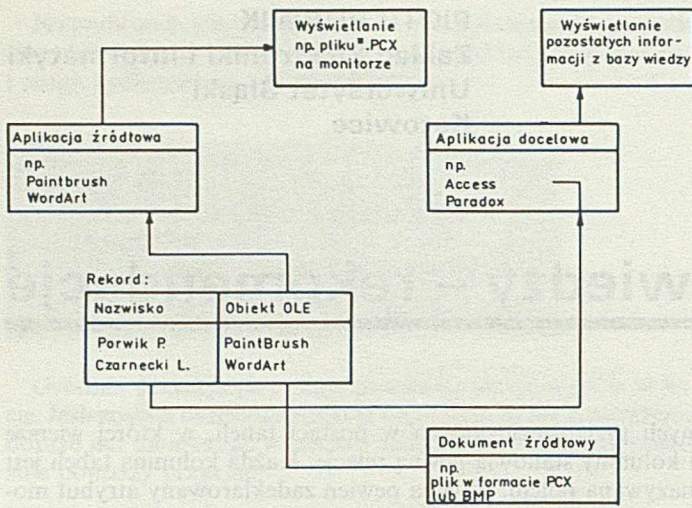 Wyświetlanie
np. pliku *.PCX
na monitorze
Wyświetlanie
pozostałych infor-
macji z bazy wiedzy
Aplikacja źródłowa
np.
Paintbrush
WordArt
Aplikacja docelowa
np.
Access
Paradox
Rekord:
Nazwisko
Obiekt OLE
Porwik P.
PaintBrush
Czarnecki L.
WordArt
Dokument źródłowy
np.
plik w formacie PCX
lub BMP